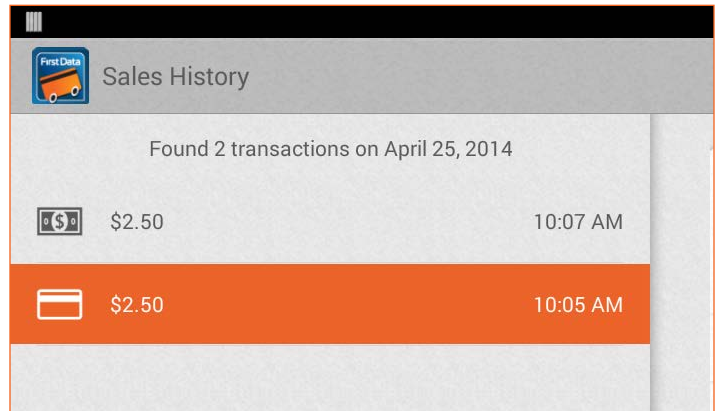 First Data
Sales History
Found 2 transactions on April 25, 2014
$2.50 10:07 AM
$2.50 10:05 AM